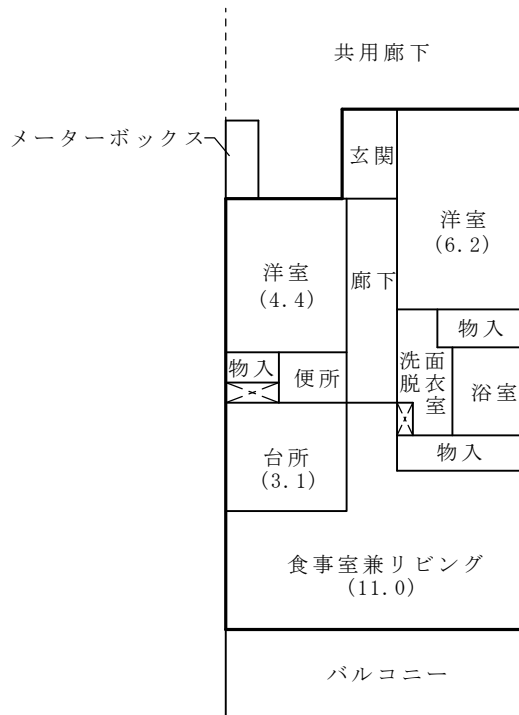 共用廊下
メーターボックス
玄関
洋室
(6.2)
洋室
(4.4)
廊下
物入
物入
便所
洗面
脱衣室
浴室
物入
台所
(3.1)
食事室兼リビング
(11.0)
バルコニー